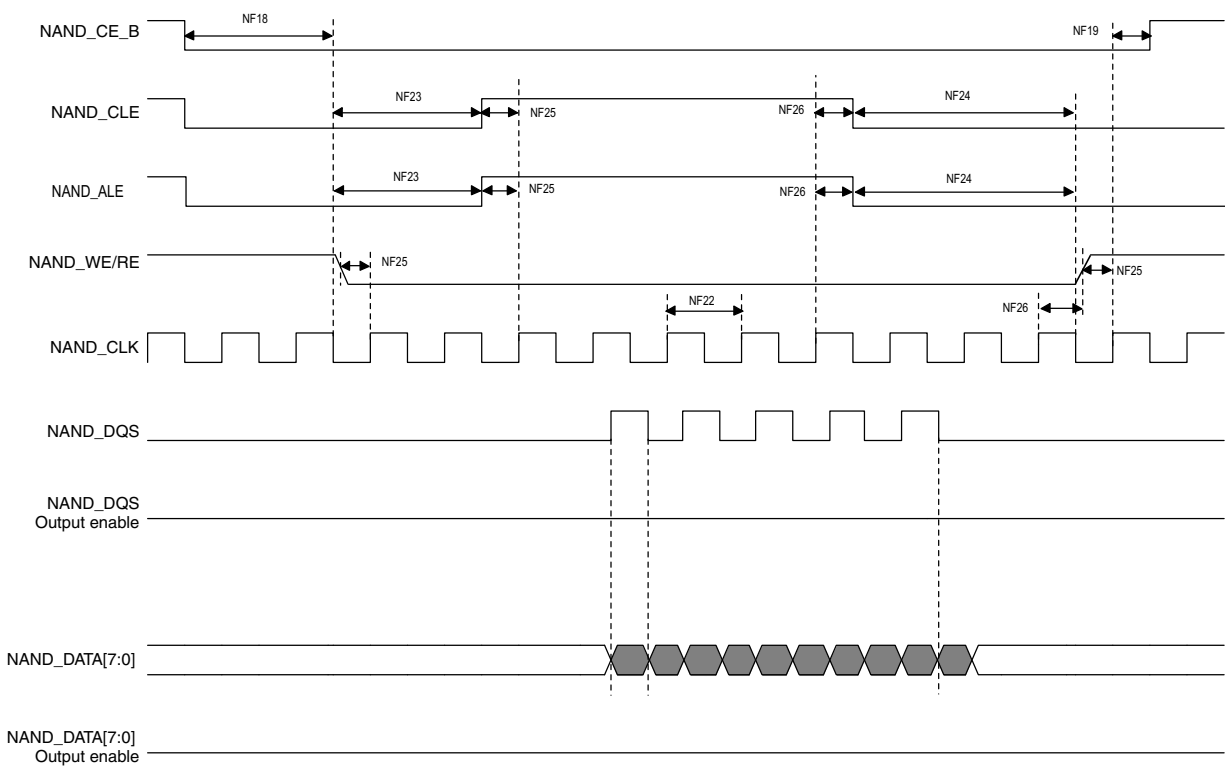 NF18
NAND_CE_B
NF19
NF23
NF24
NAND_CLE
NF25
NF26
NF23
NF24
NAND_ALE
NF25
NF26
NAND_WE/RE
NF25
NF25
NF22
NF26
NAND_CLK
NAND_DQS
NAND_DQS
Output enable
NAND_DATA[7:0]
NAND_DATA[7:0]
Output enable